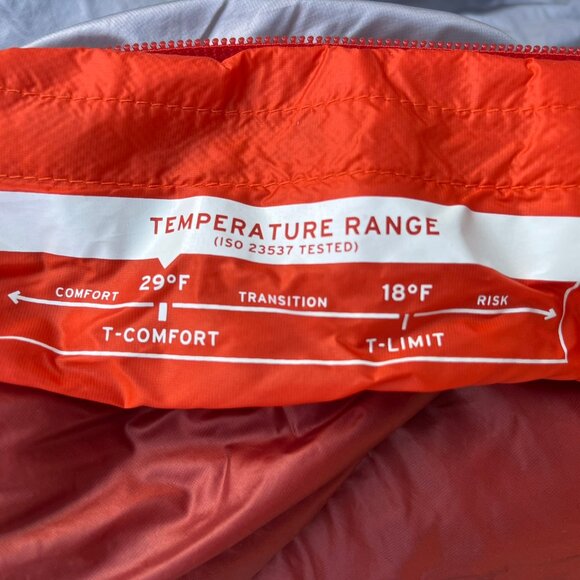 TEMPERATURE RANGE
(ISO 23537 TESTED)
29°F 18°F
COMFORT TRANSITION RISK
T-COMFORT T-LIMIT